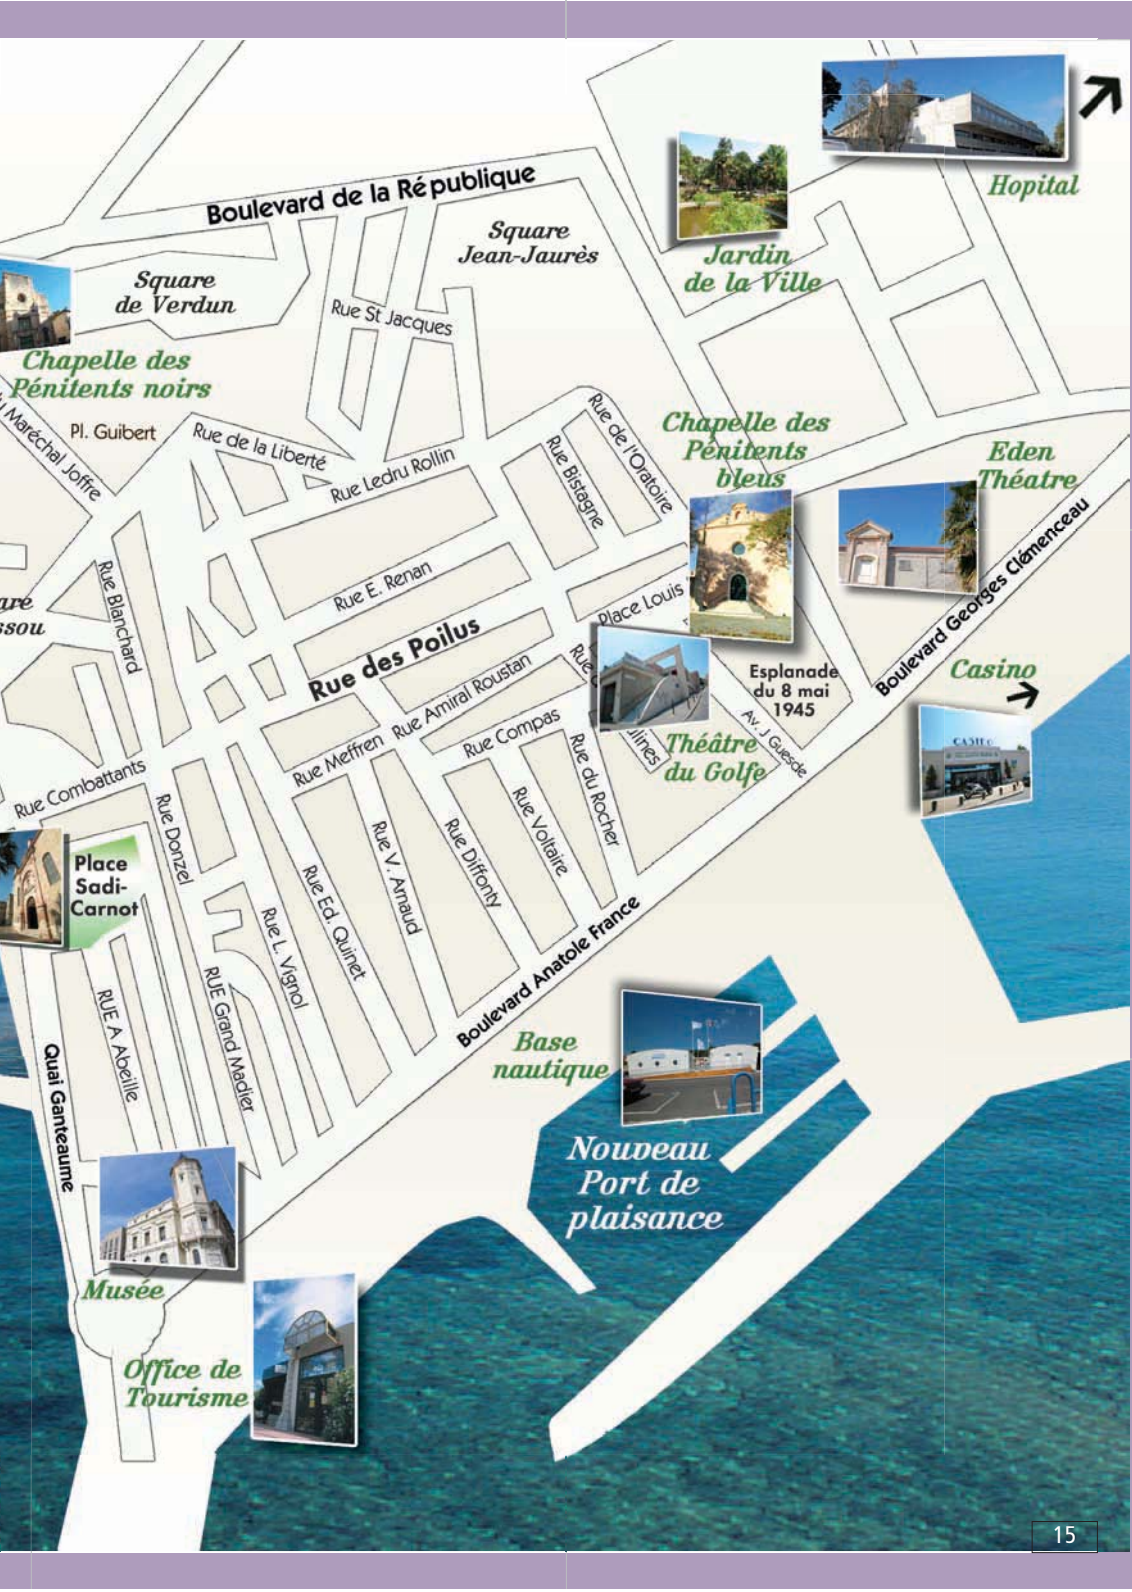 Hopital
Boulevard de la République
Square
Jean-Jaurès
Jardin
de la Ville
Square
de Verdun
Rue St Jacques
Chapelle des
Pénitents noirs
Maréchal Joffre
Pl. Guibert
Rue de la Liberté
Rue Ledru Rollin
Rue Bistagne
Rue de l'Oratoire
Chapelle des
Pénitents
bleus
Eden
Théatre
Boulevard Georges Clémenceau
Rue Blanchard
Rue E. Renan
Place Louis
Rue des Poilus
Rue Amiral Roustan
Rue Meffren
Rue Compas
Esplanade
du 8 mai
1945
Av. J Guesde
Casino
CASINO
Théâtre
du Golfe
Rue Combattants
Rue Donzel
Rue du Rocher
Rue Voltaire
Rue Diffonty
Rue V. Arnaud
Rue Ed. Quinet
Rue L. Vignol
Place
Sadi-
Carnot
Boulevard Anatole France
RUE Grand Madier
RUE A Abeille
Quai Ganteaume
Base
nautique
Nouveau
Port de
plaisance
Musée
Office de
Tourisme
15